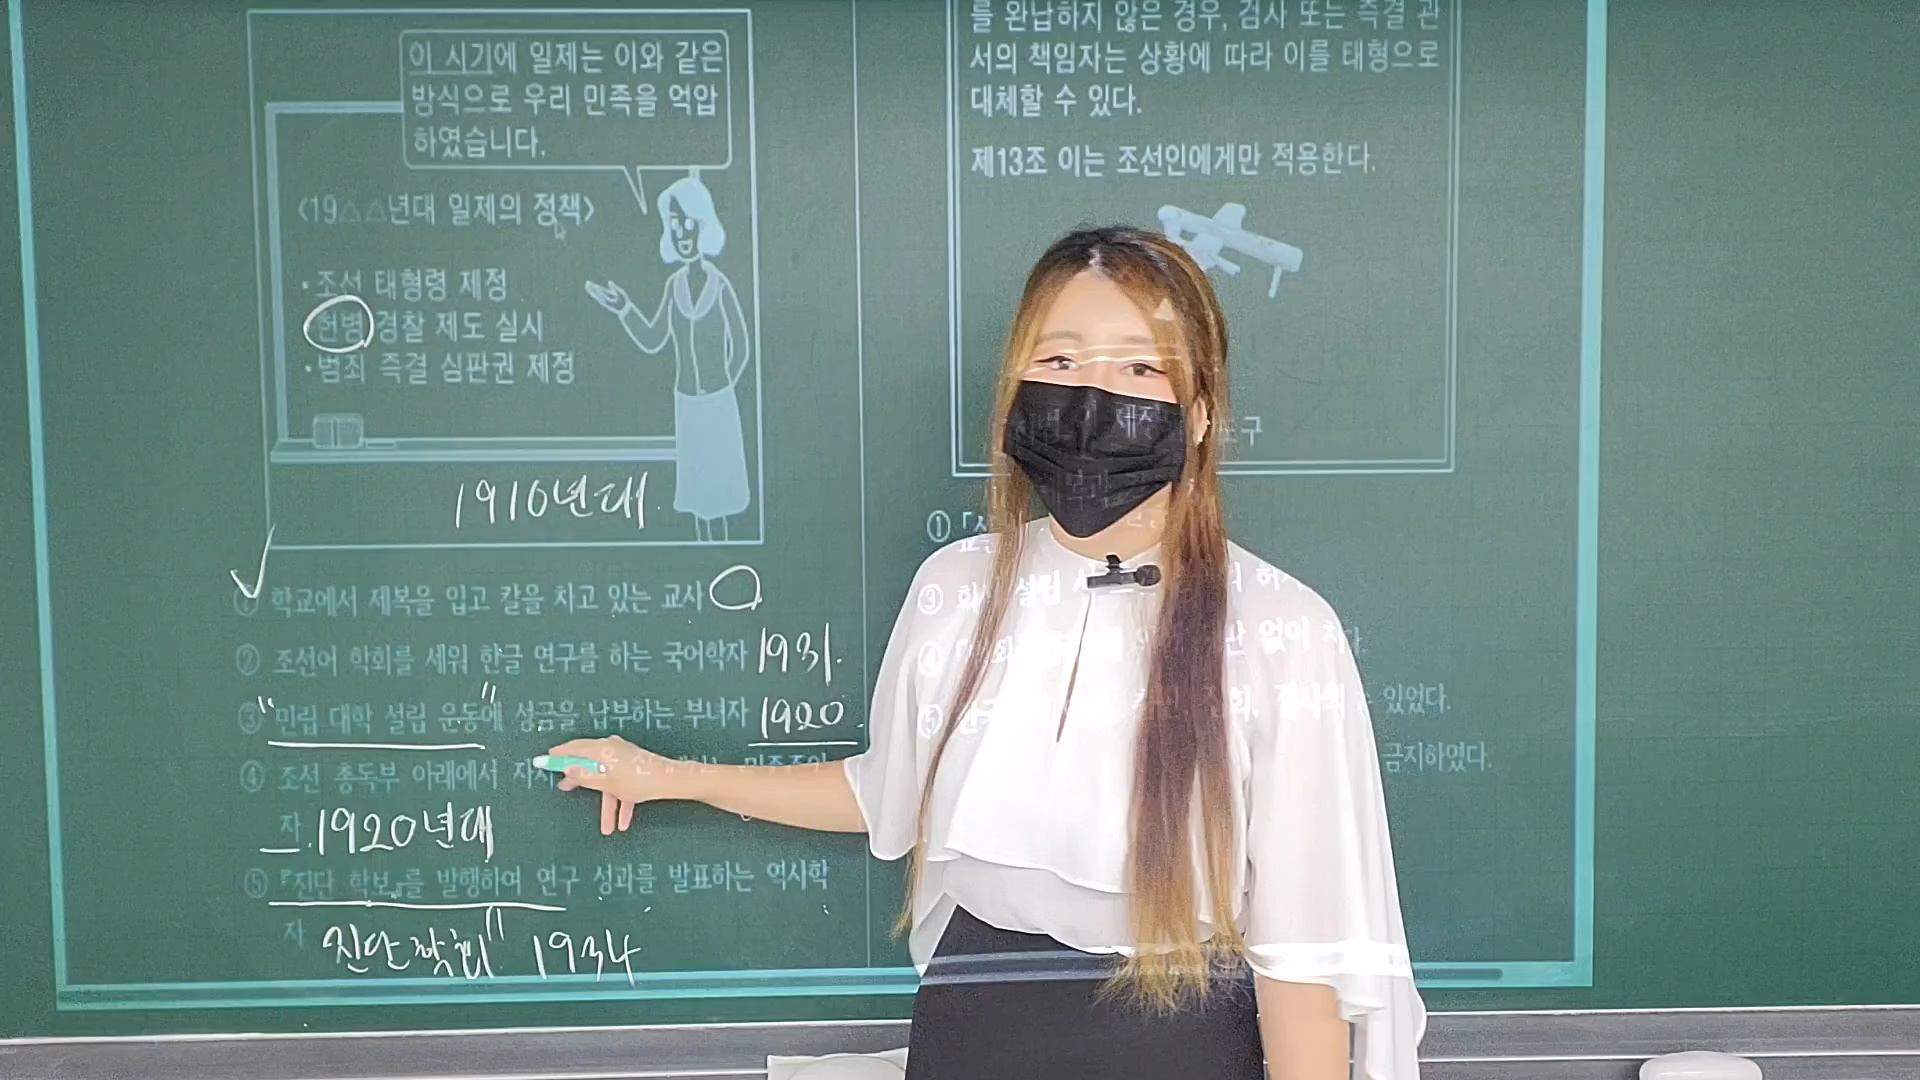 이 시기에 일제는 이와 같은
방식으로 우리 민족을 억압
하였습니다.
<19△△년대 일제의 정책>
· 조선 태형령 제정
헌병 경찰 제도 실시
· 범죄 즉결 심판권 제정
1910년대.
① 학교에서 제복을 입고 칼을 차고 있는 교사
② 조선어 학회를 세워 한글 연구를 하는 국어학자 1931.
③ "민립 대학 설립 운동"에 성금을 납부하는 부녀자 1920.
④ 조선 총독부 아래에서
자 1920년대
⑤ 『진단 학보』를 발행하여 연구 성과를 발표하는 역사학
자 진단학회" 1934
를 완납하지 않은 경우, 검사 또는 즉결 관
서의 책임자는 상황에 따라 이를 태형으로
대체할 수 있다.
제13조 이는 조선인에게만 적용한다.
구
①
③ 설립
④ 없이
⑤ 있었다.
금지하였다.